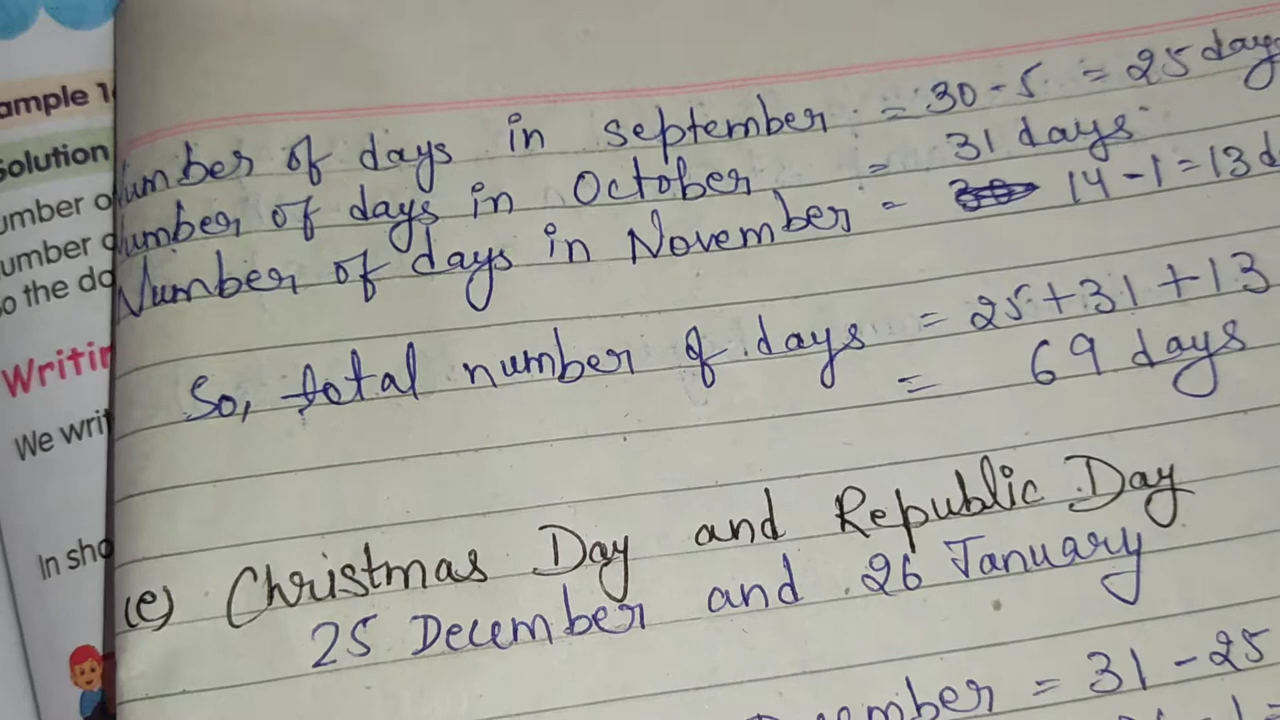 ample 1
Solution
umber o
umber
o the do
Writin
We writ
In sho
Number of days in september = 30 - 5 = 25 days
Number of days in October = 31 days
Number of days in November = 14 - 1 = 13 d
So, total number of days = 25 + 31 + 13
= 69 days
(e) Christmas Day and Republic Day
25 December and 26 January
ember = 31 - 25